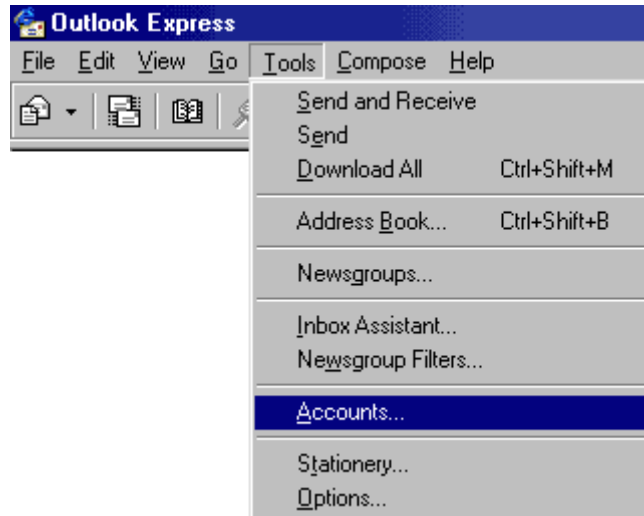 Outlook Express
File Edit View Go Tools Compose Help
Send and Receive
Send
Download All Ctrl+Shift+M
Address Book... Ctrl+Shift+B
Newsgroups...
Inbox Assistant...
Newsgroup Filters...
Accounts...
Stationery...
Options...